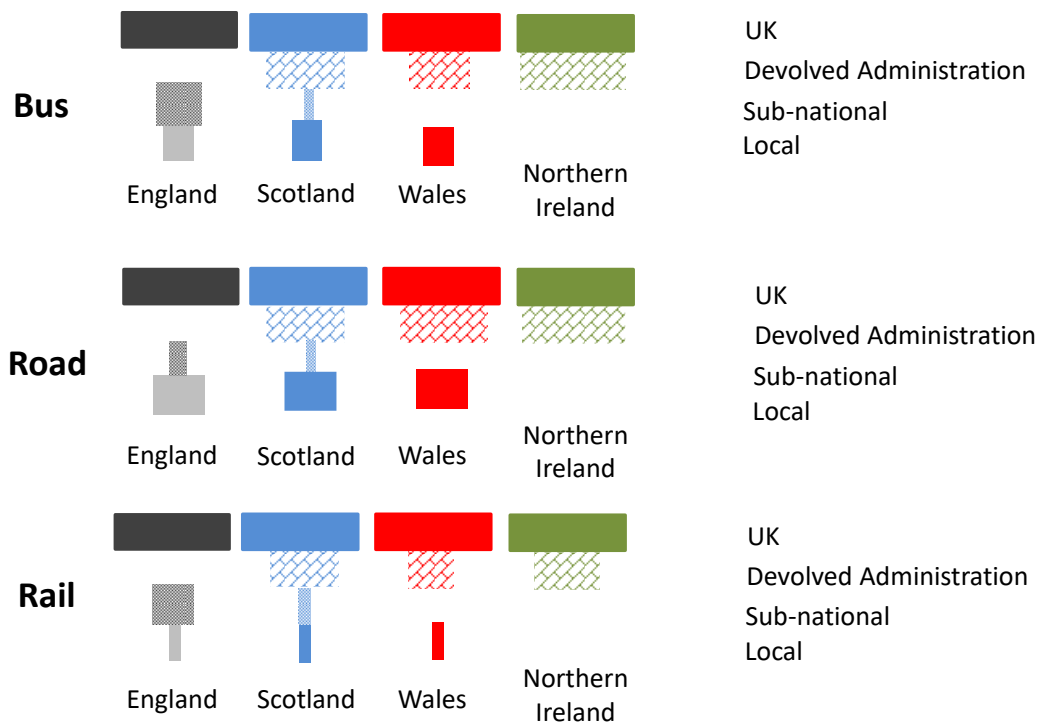 UK
Devolved Administration
Bus
Sub-national
Local
England
Scotland
Wales
Northern
Ireland
UK
Devolved Administration
Road
Sub-national
Local
England
Scotland
Wales
Northern
Ireland
UK
Devolved Administration
Rail
Sub-national
Local
England
Scotland
Wales
Northern
Ireland